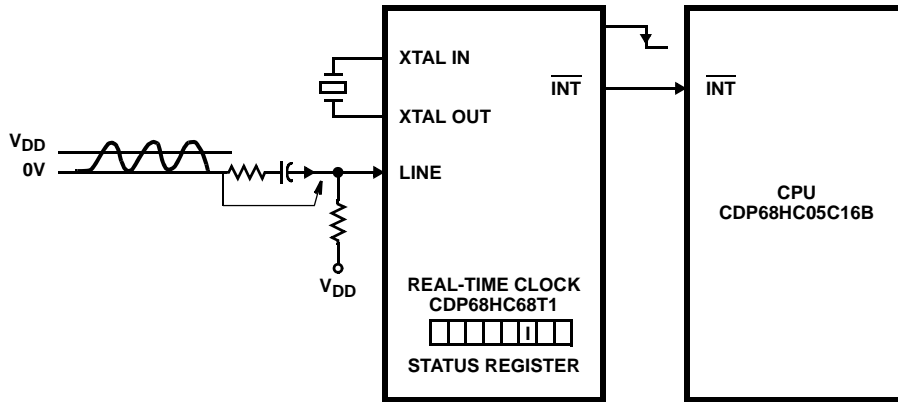 XTAL IN
INT
XTAL OUT
VDD
0V
LINE
VDD
REAL-TIME CLOCK
CDP68HC68T1
I
STATUS REGISTER
INT
CPU
CDP68HC05C16B